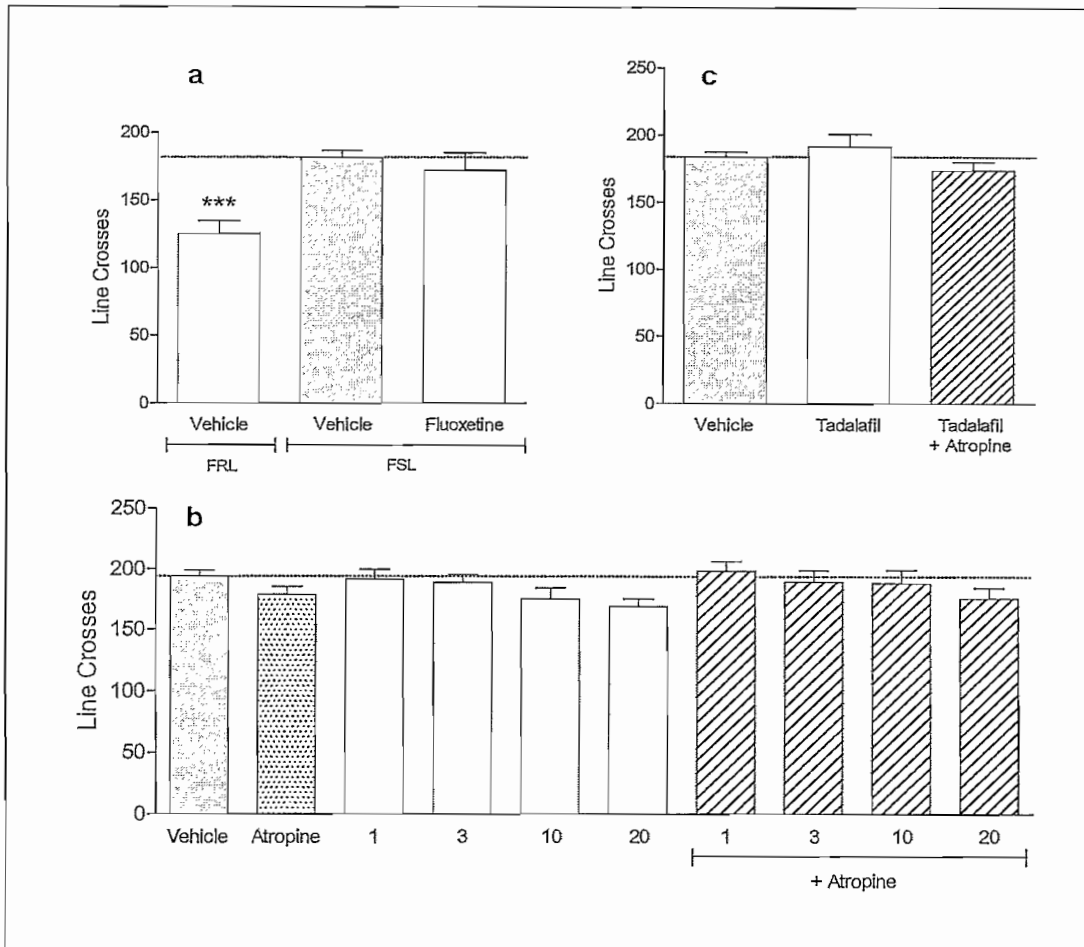 a
200
150
100
50
0
Line Crosses
***
Vehicle
Vehicle
Fluoxetine
FRL
FSL
c
250
200
150
100
50
0
Line Crosses
Vehicle
Tadalafil
Tadalafil
+ Atropine
b
250
200
150
100
50
0
Line Crosses
Vehicle Atropine 1 3 10 20 1 3 10 20
+ Atropine